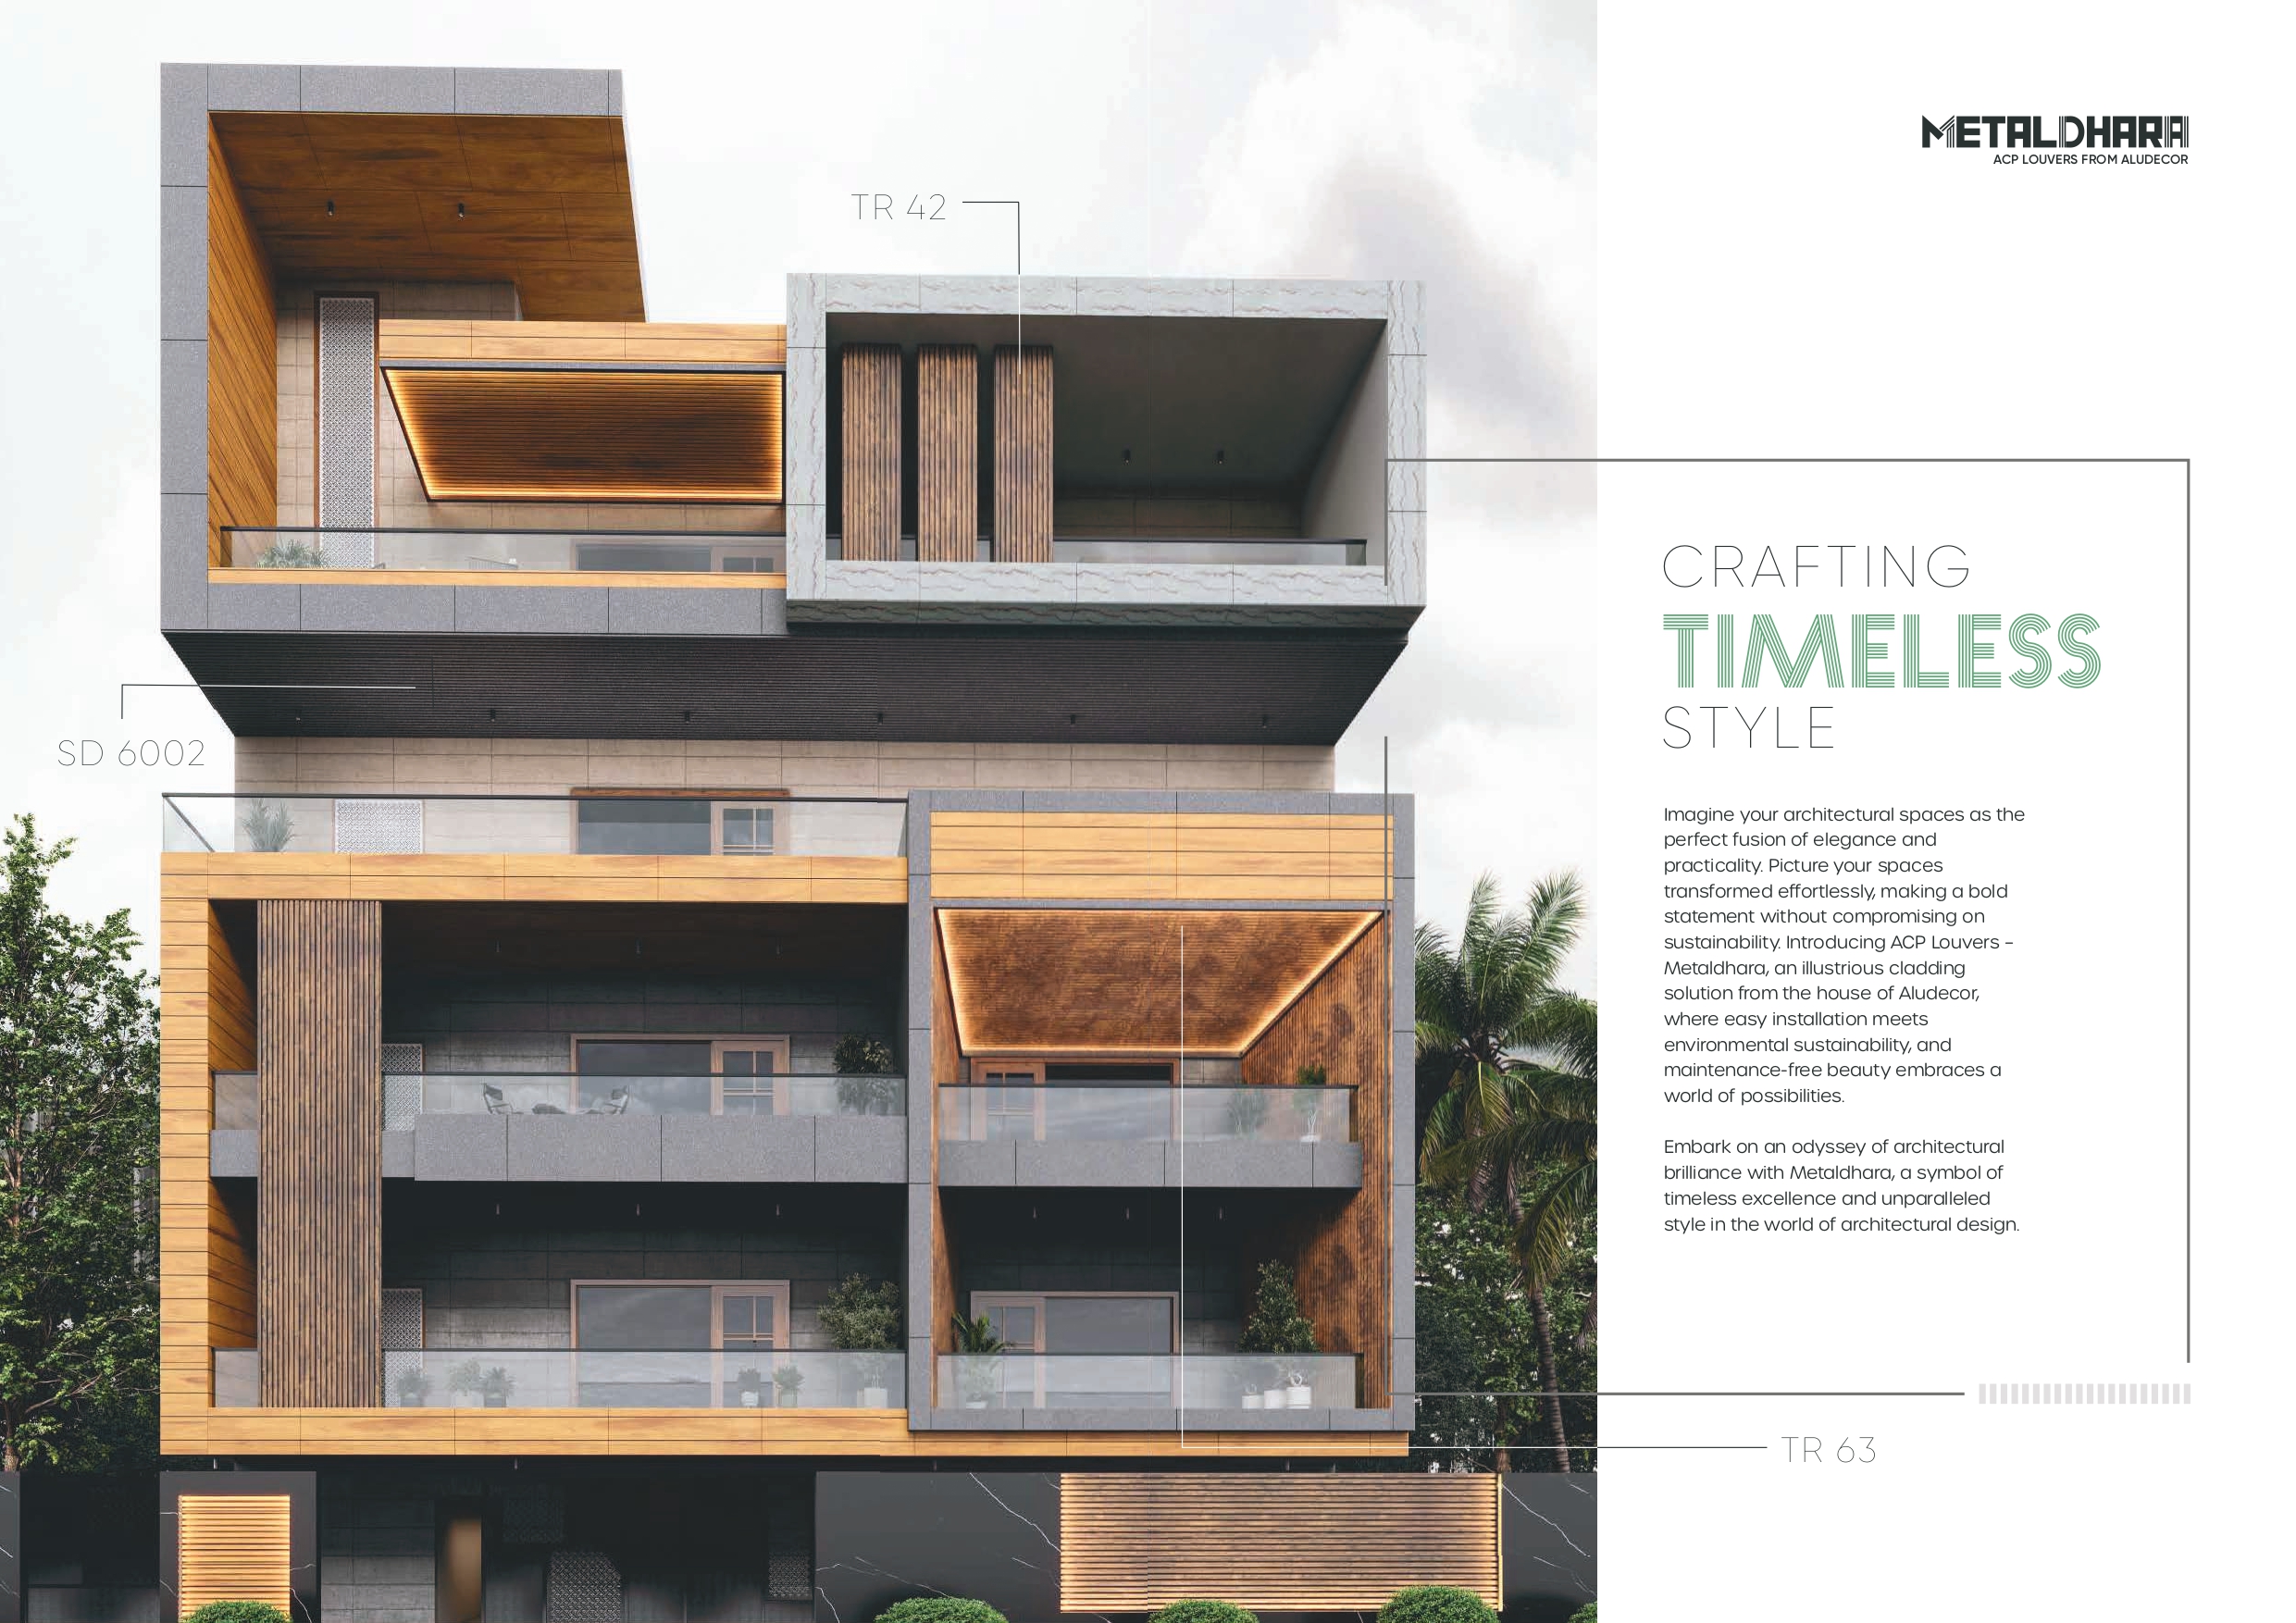 METALDHARA
ACP LOUVERS FROM ALUDECOR
TR 42
SD 6002
CRAFTING
TIMELESS
STYLE
Imagine your architectural spaces as the
perfect fusion of elegance and
practicality. Picture your spaces
transformed effortlessly, making a bold
statement without compromising on
sustainability. Introducing ACP Louvers –
Metaldhara, an illustrious cladding
solution from the house of Aludecor,
where easy installation meets
environmental sustainability, and
maintenance-free beauty embraces a
world of possibilities.
Embark on an odyssey of architectural
brilliance with Metaldhara, a symbol of
timeless excellence and unparalleled
style in the world of architectural design.
TR 63